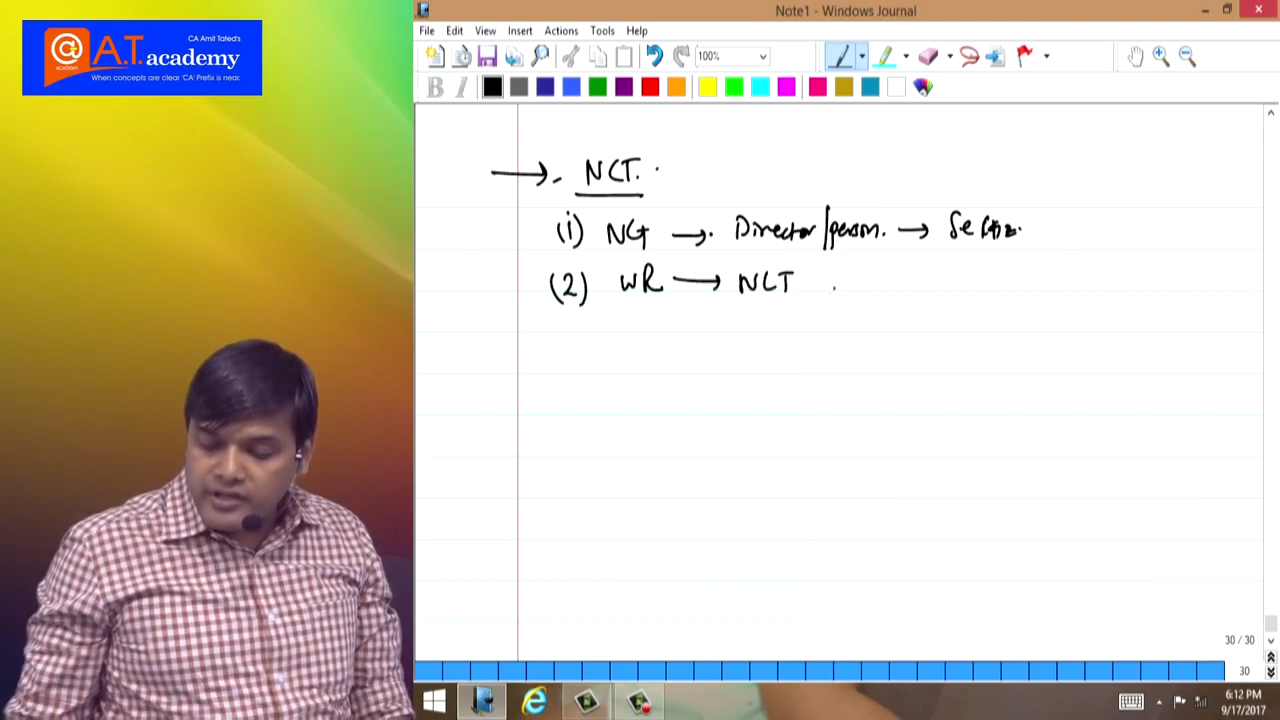 CA Amit Tated's
@ A.T. academy
ACADEMY
When concepts are clear 'CA' Prefix is near.
Note1 - Windows Journal
File Edit View Insert Actions Tools Help
100%
B I
→. NCT.
(i) NCT → Director/person. →
(2) WR → NCT
30 / 30
30
6:12 PM
9/17/2017